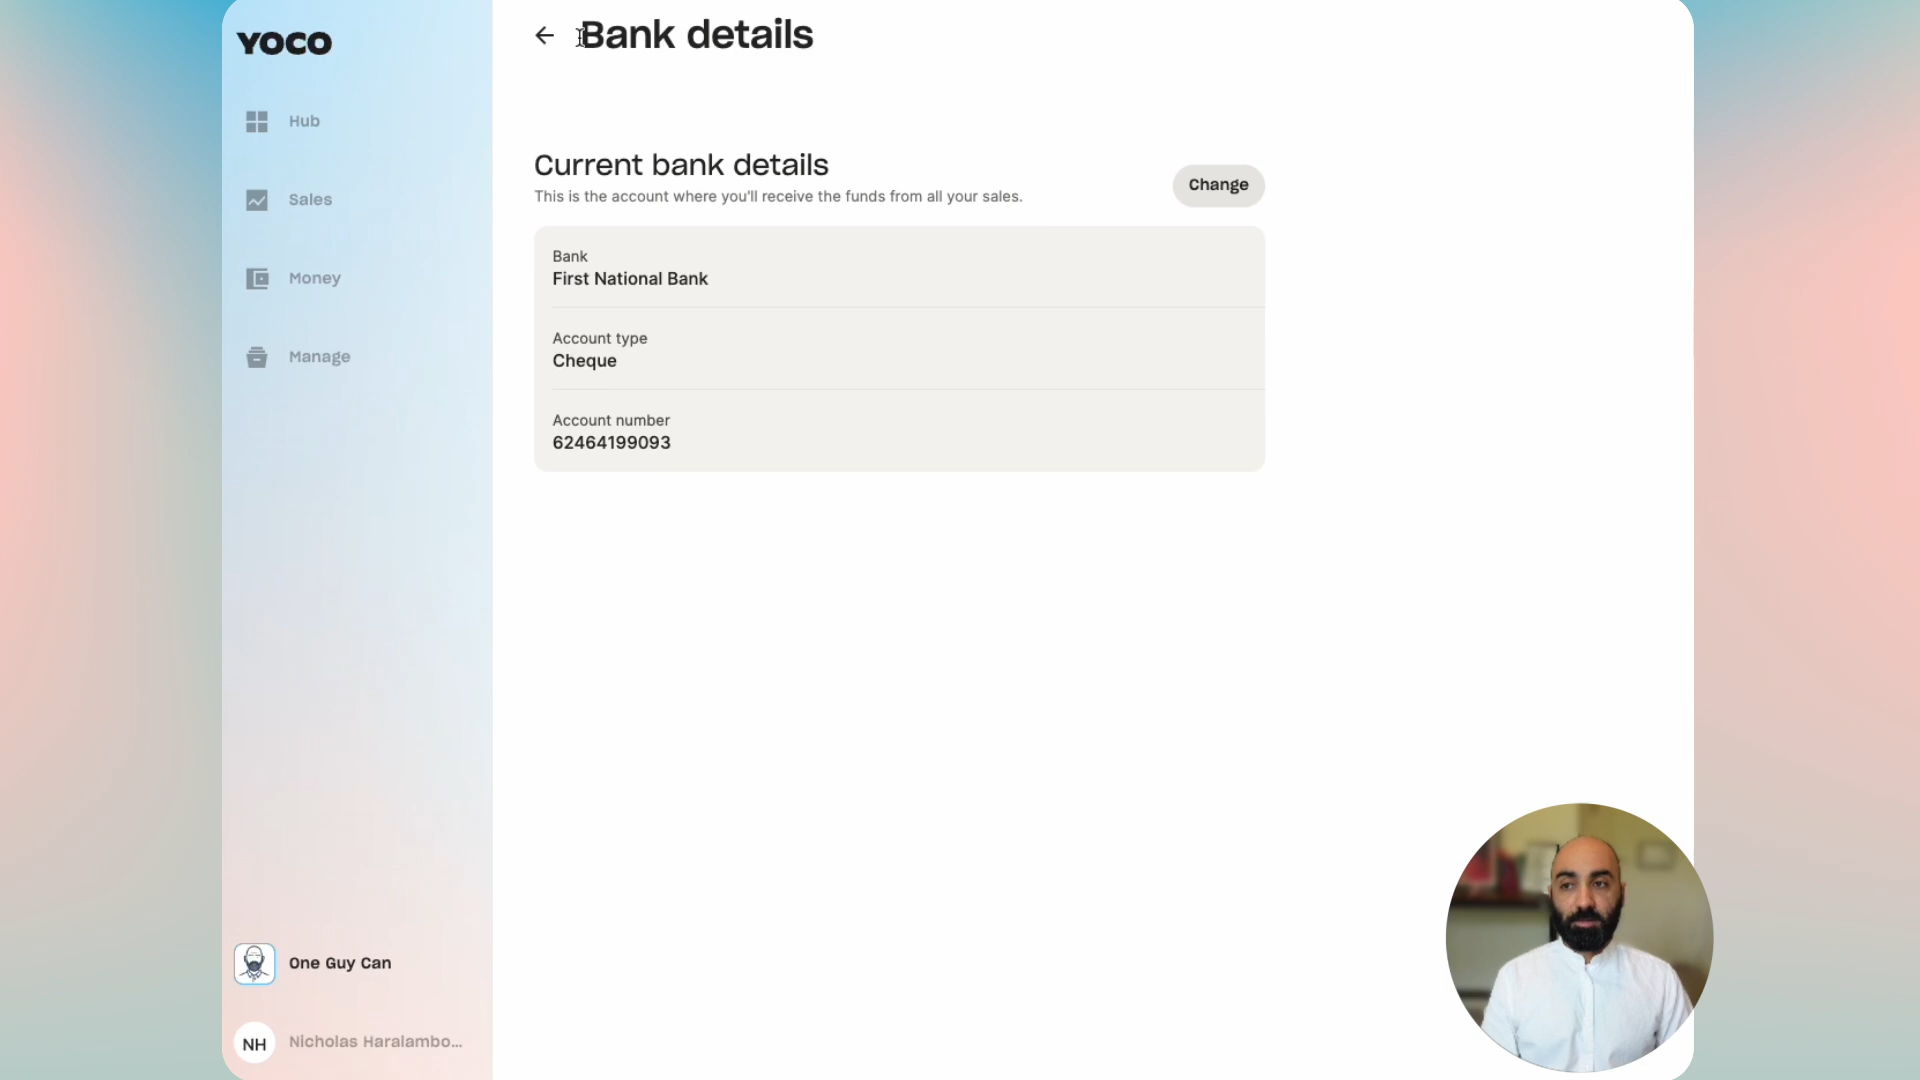 YOCO
Hub
Sales
Money
Manage
One Guy Can
NH
Nicholas Haralambo...
Bank details
Current bank details
This is the account where you'll receive the funds from all your sales.
Change
Bank
First National Bank
Account type
Cheque
Account number
62464199093